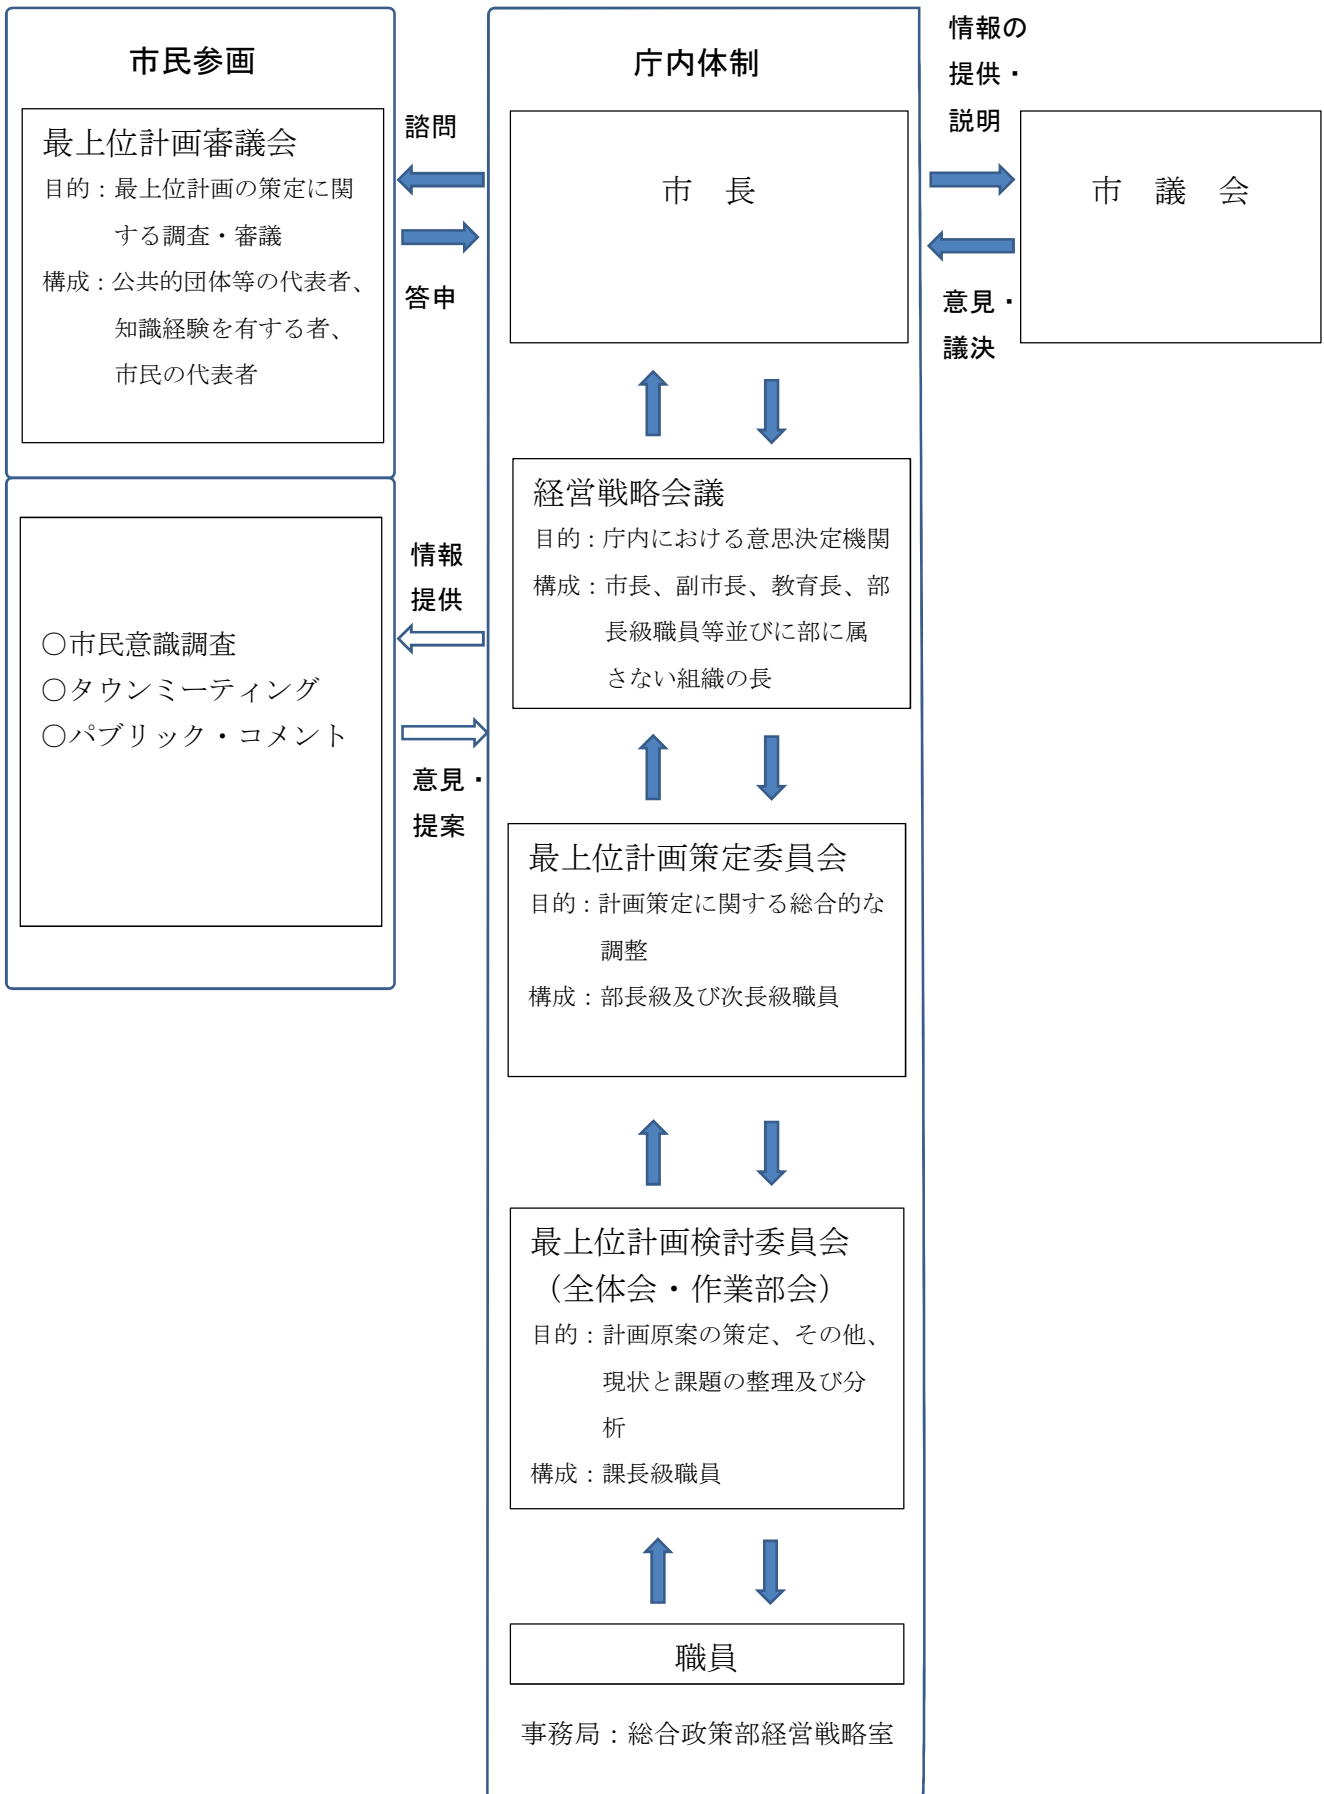 市民参画
最上位計画審議会
目的：最上位計画の策定に関
する調査・審議
構成：公共的団体等の代表者、
知識経験を有する者、
市民の代表者
諮問
答申
○市民意識調査
○タウンミーティング
○パブリック・コメント
情報
提供
意見・
提案
庁内体制
市　長
経営戦略会議
目的：庁内における意思決定機関
構成：市長、副市長、教育長、部
長級職員等並びに部に属
さない組織の長
最上位計画策定委員会
目的：計画策定に関する総合的な
調整
構成：部長級及び次長級職員
最上位計画検討委員会
（全体会・作業部会）
目的：計画原案の策定、その他、
現状と課題の整理及び分
析
構成：課長級職員
職員
事務局：総合政策部経営戦略室
情報の
提供・
説明
市　議　会
意見・
議決